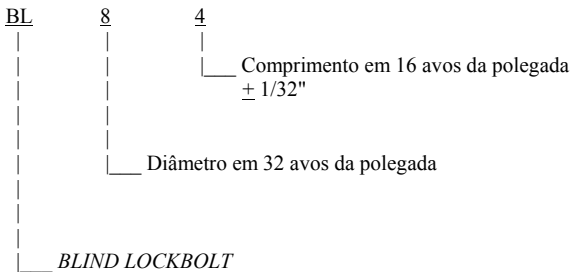 BL 8 4
Comprimento em 16 avos da polegada
± 1/32"
Diâmetro em 32 avos da polegada
BLIND LOCKBOLT